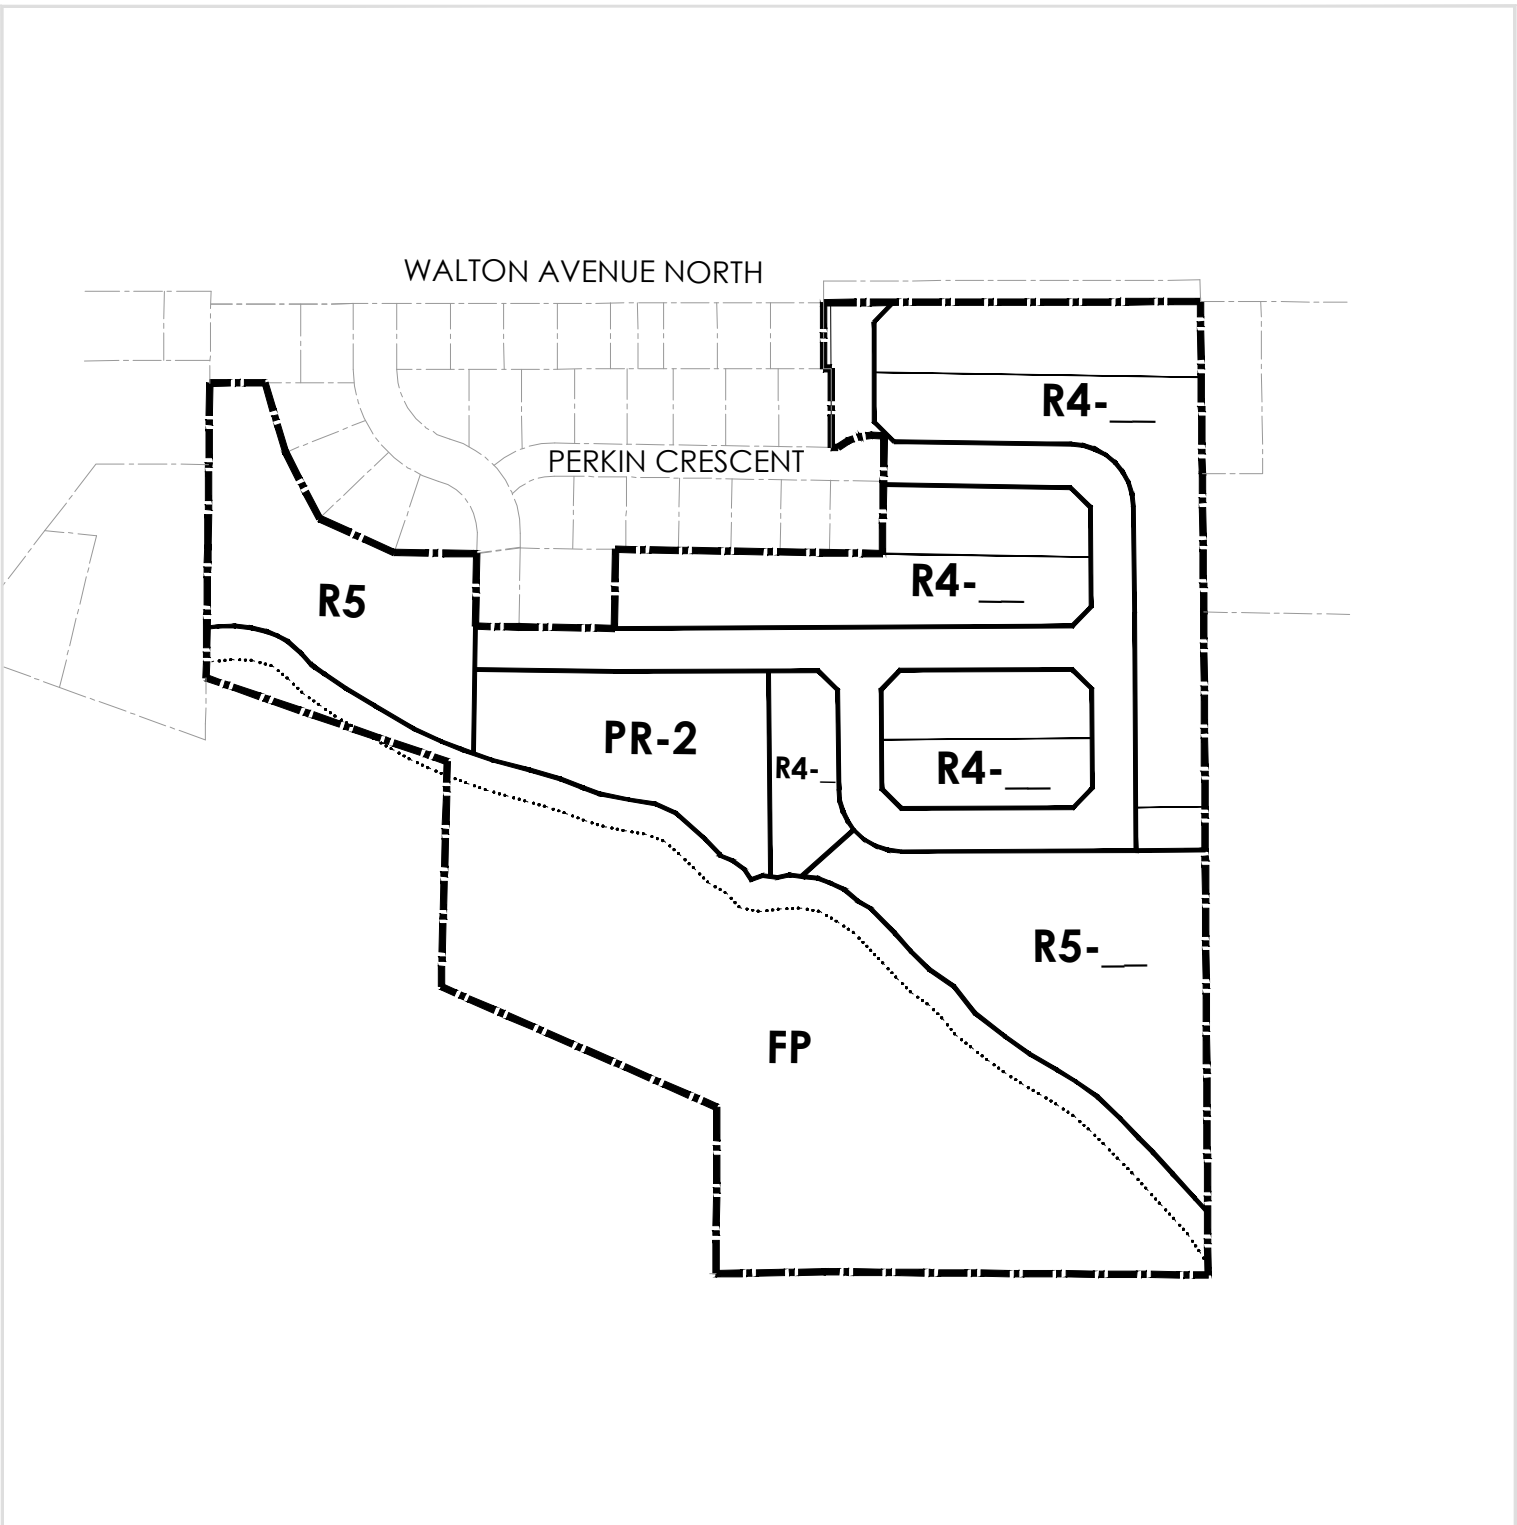 WALTON AVENUE NORTH
R4-__
PERKIN CRESCENT
R4-__
R5
PR-2
R4-_
R4-__
R5-__
FP